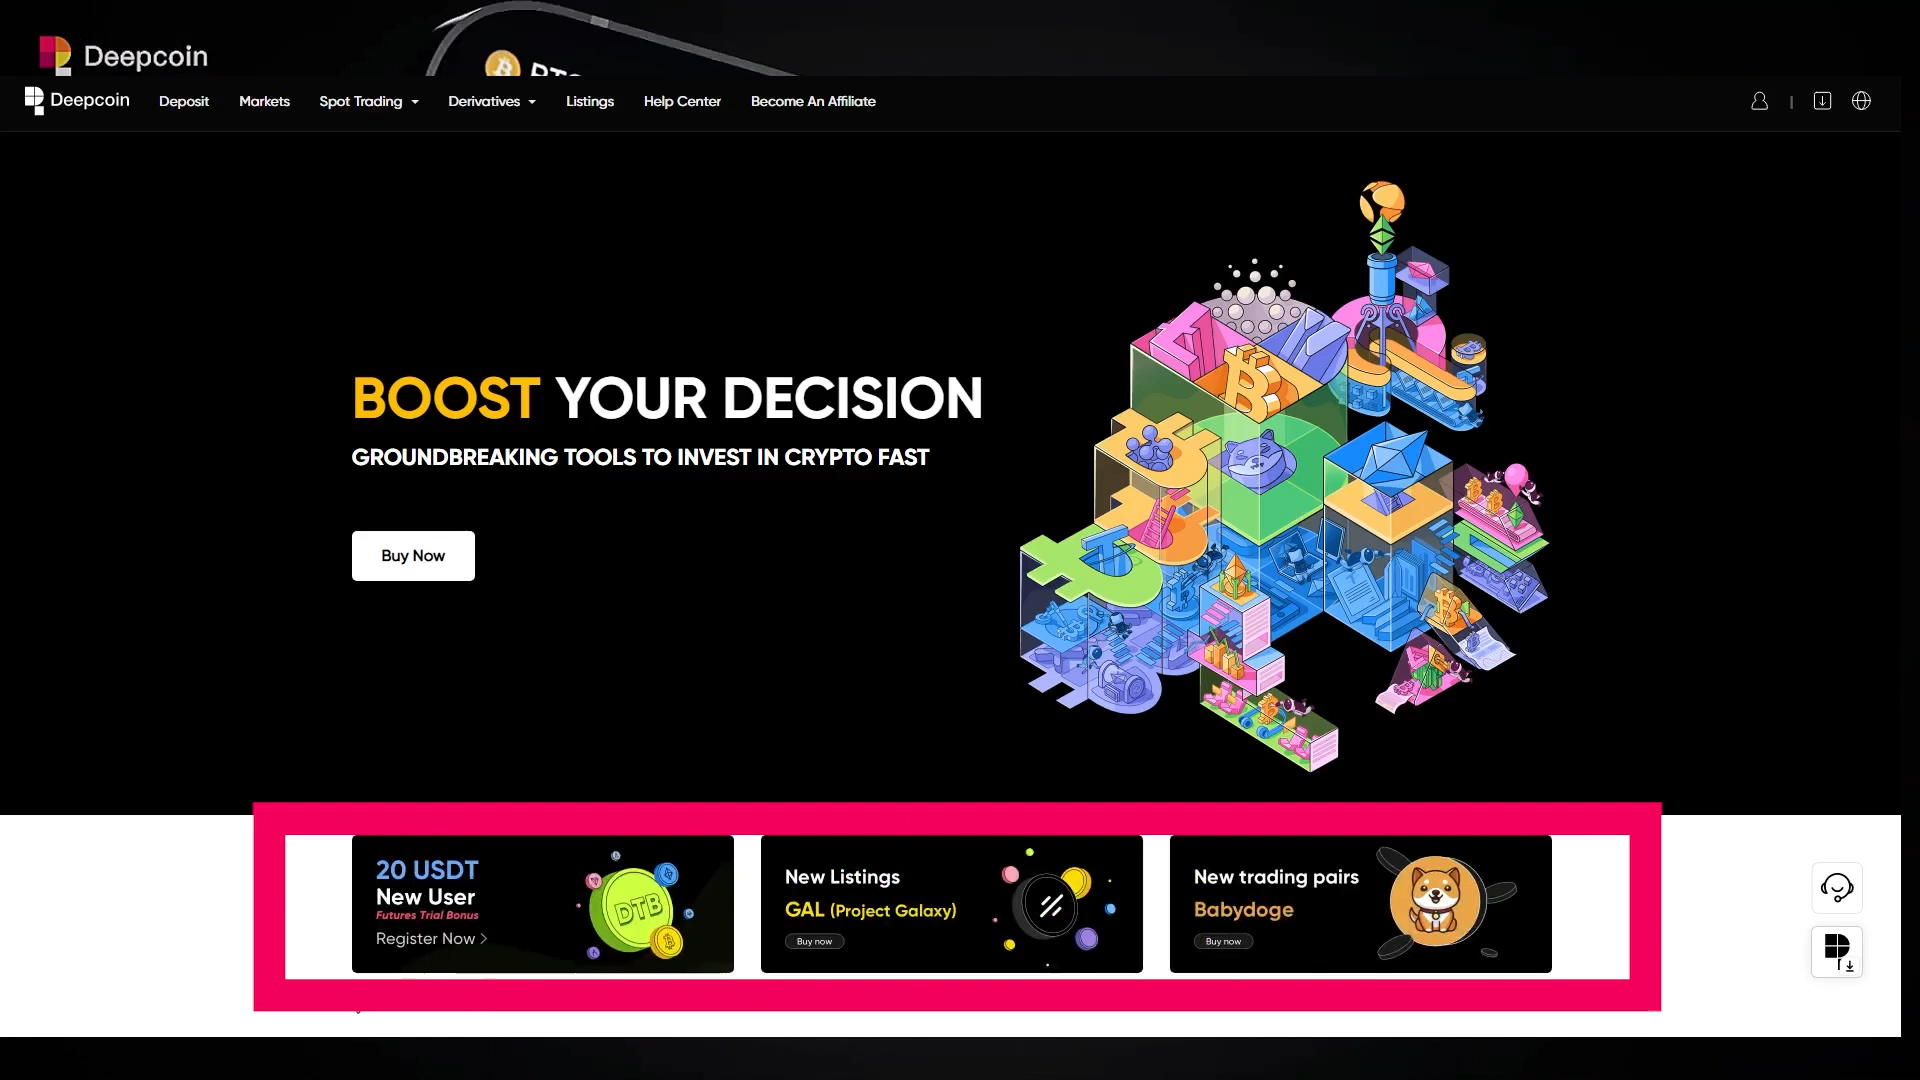 Deepcoin
Deepcoin
Deposit
Markets
Spot Trading
Derivatives
Listings
Help Center
Become An Affiliate
BOOST YOUR DECISION
GROUNDBREAKING TOOLS TO INVEST IN CRYPTO FAST
Buy Now
20 USDT
New User
Futures Trial Bonus
Register Now >
DTB
New Listings
GAL (Project Galaxy)
Buy now
New trading pairs
Babydoge
Buy now